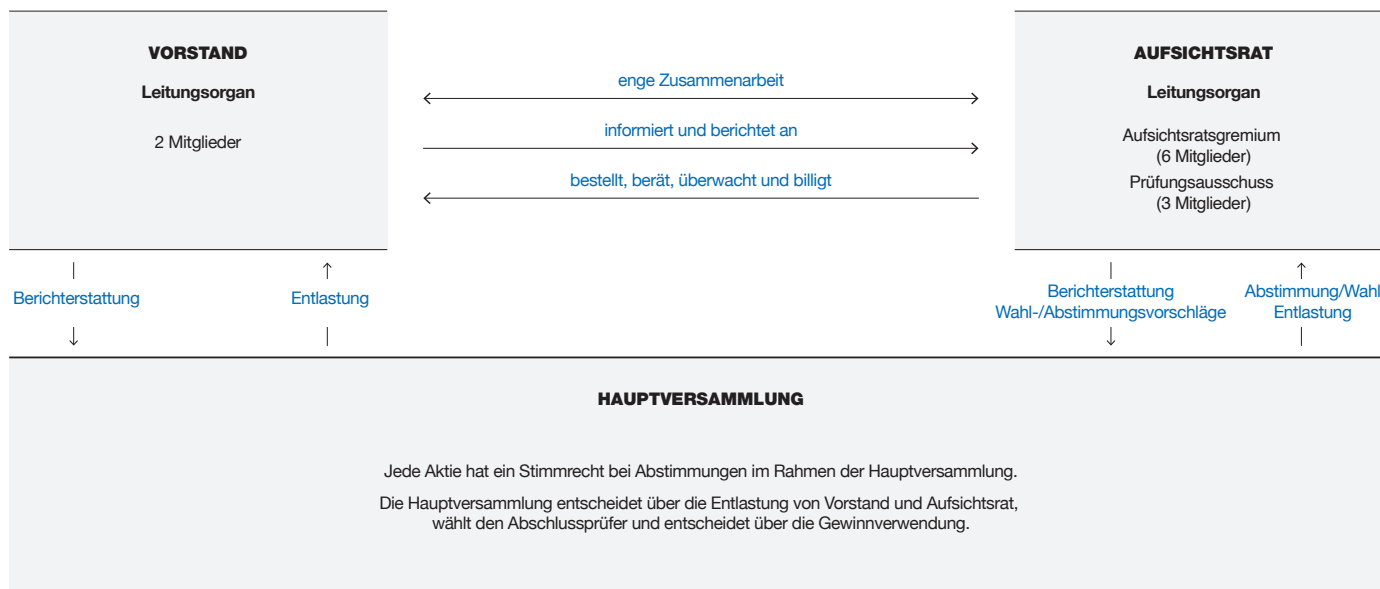 VORSTAND
Leitungsorgan
2 Mitglieder
enge Zusammenarbeit
informiert und berichtet an
bestellt, berät, überwacht und billigt
AUFSICHTSRAT
Leitungsorgan
Aufsichtsratsgremium
(6 Mitglieder)
Prüfungsausschuss
(3 Mitglieder)
Berichterstattung
Entlastung
Berichterstattung
Wahl-/Abstimmungsvorschläge
Abstimmung/Wahl
Entlastung
HAUPTVERSAMMLUNG
Jede Aktie hat ein Stimmrecht bei Abstimmungen im Rahmen der Hauptversammlung.
Die Hauptversammlung entscheidet über die Entlastung von Vorstand und Aufsichtsrat,
wählt den Abschlussprüfer und entscheidet über die Gewinnverwendung.